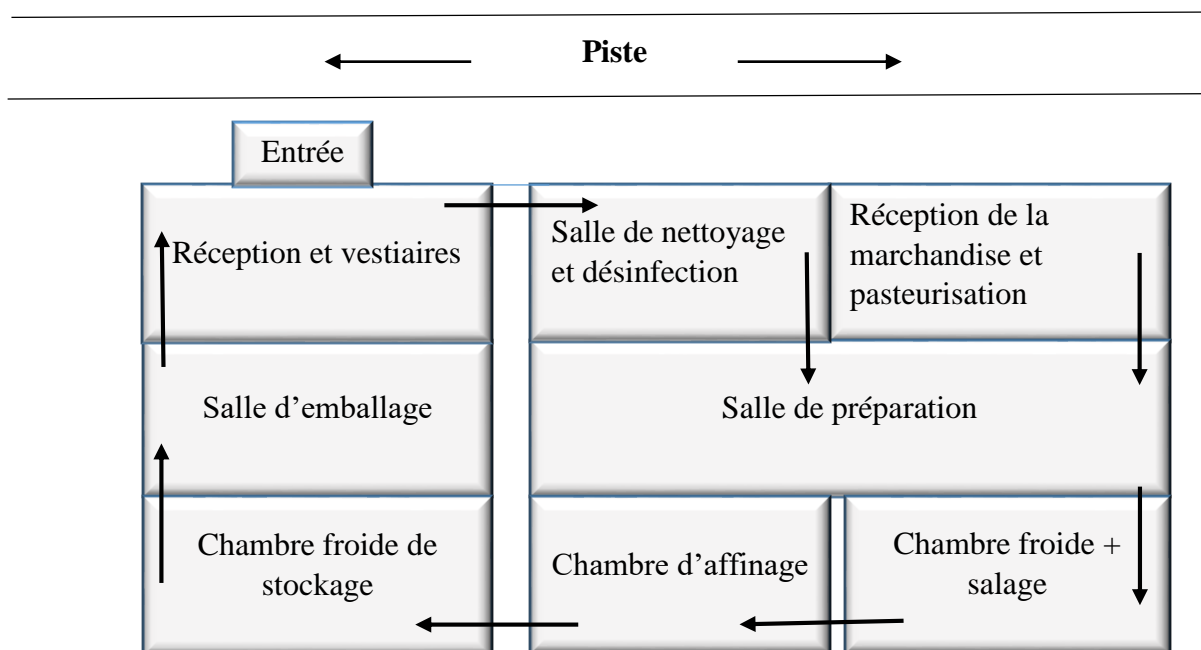 Piste
Entrée
Réception et vestiaires
Salle de nettoyage
et désinfection
Réception de la
marchandise et
pasteurisation
Salle d’emballage
Salle de préparation
Chambre froide de
stockage
Chambre d’affinage
Chambre froide +
salage